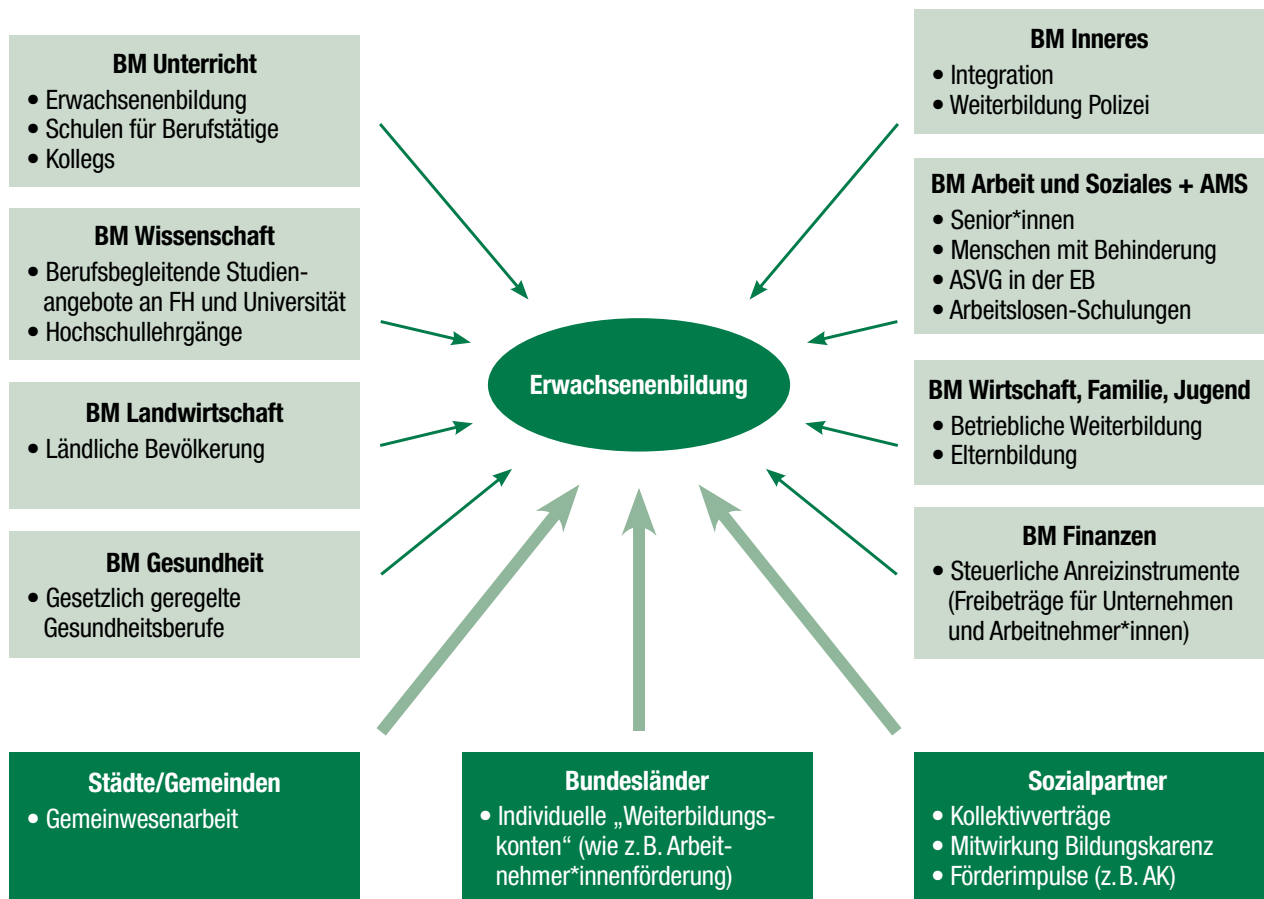 BM Unterricht
• Erwachsenenbildung
• Schulen für Berufstätige
• Kollegs
BM Wissenschaft
• Berufsbegleitende Studien-
angebote an FH und Universität
• Hochschullehrgänge
BM Landwirtschaft
• Ländliche Bevölkerung
BM Gesundheit
• Gesetzlich geregelte
Gesundheitsberufe
Erwachsenenbildung
BM Inneres
• Integration
• Weiterbildung Polizei
BM Arbeit und Soziales + AMS
• Senior*innen
• Menschen mit Behinderung
• ASVG in der EB
• Arbeitslosen-Schulungen
BM Wirtschaft, Familie, Jugend
• Betriebliche Weiterbildung
• Elternbildung
BM Finanzen
• Steuerliche Anreizinstrumente
(Freibeträge für Unternehmen
und Arbeitnehmer*innen)
Städte/Gemeinden
• Gemeinwesenarbeit
Bundesländer
• Individuelle „Weiterbildungs-
konten“ (wie z. B. Arbeit-
nehmer*innenförderung)
Sozialpartner
• Kollektivverträge
• Mitwirkung Bildungskarenz
• Förderimpulse (z. B. AK)